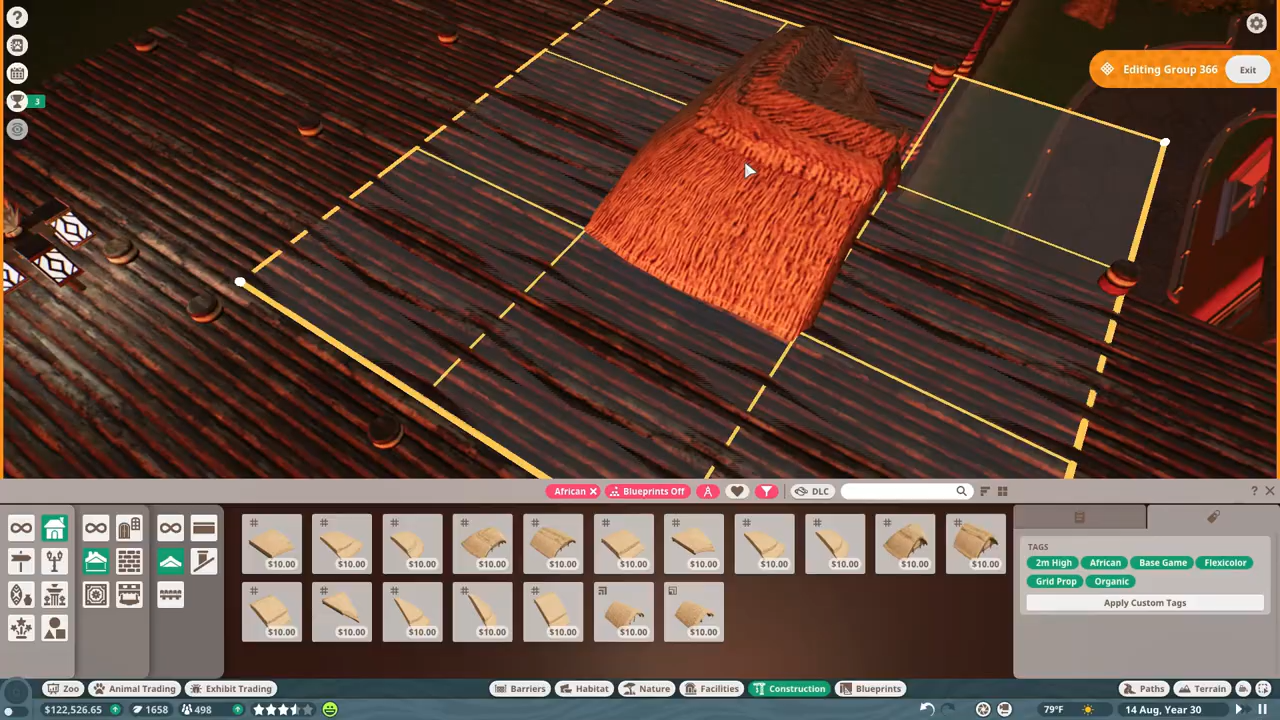 Editing Group 366
Exit
3
African
Blueprints Off
DLC
$10.00 $10.00 $10.00 $10.00 $10.00 $10.00 $10.00 $10.00 $10.00 $10.00 $10.00
$10.00 $10.00 $10.00 $10.00 $10.00 $10.00 $10.00
TAGS
2m High African Base Game Flexicolor
Grid Prop Organic
Apply Custom Tags
Zoo Animal Trading Exhibit Trading Barriers Habitat Nature Facilities Construction Blueprints Paths Terrain
$122,526.65 1658 498 79°F 14 Aug, Year 30